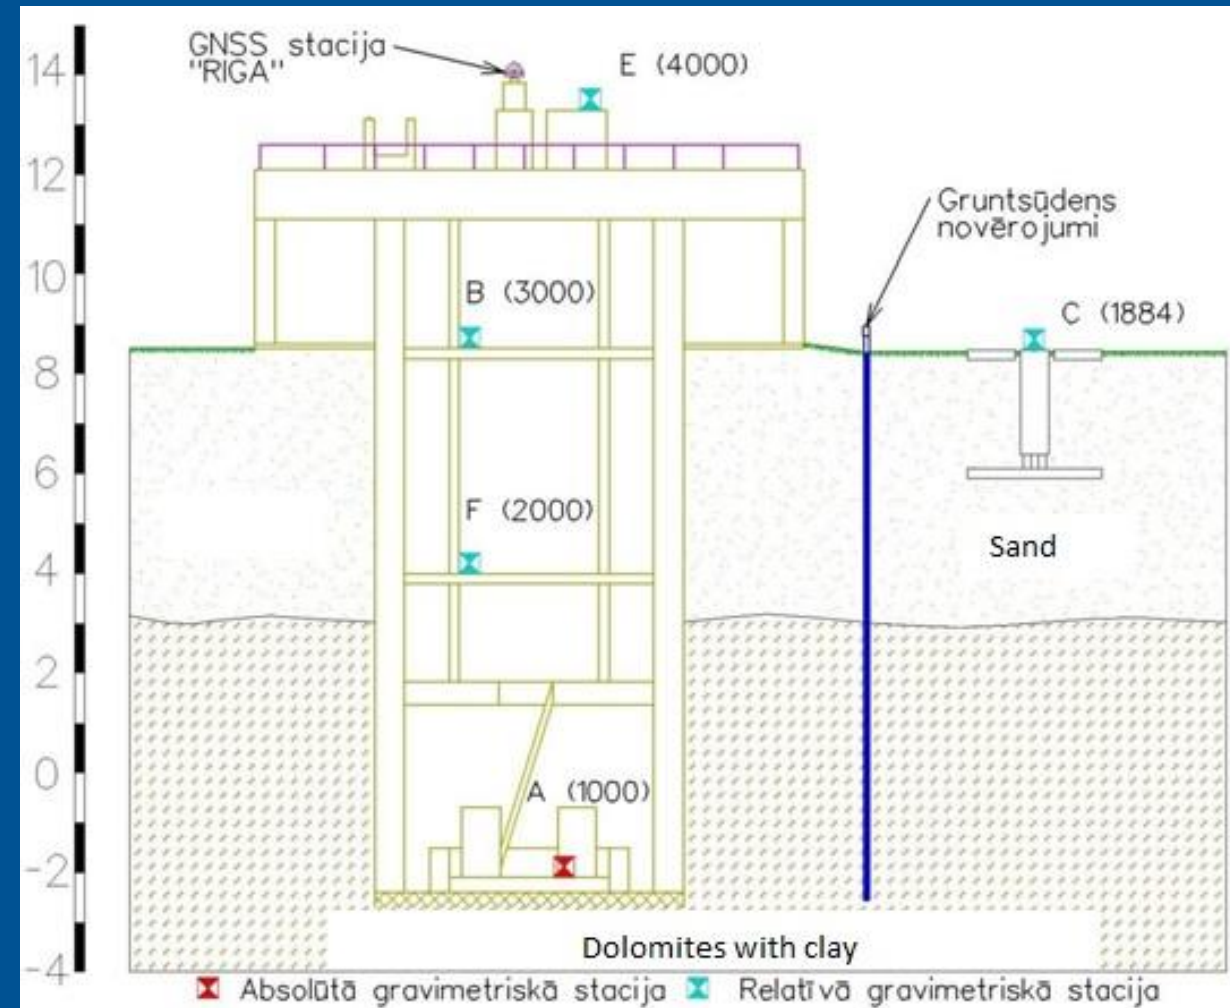 GNSS stacija
"RIGA"
E (4000)
14
12
Gruntsūdens
novērojumi
10
B (3000)
C (1884)
8
6
F (2000)
Sand
4
2
0
A (1000)
-2
Dolomites with clay
-4
Absolūtā gravimetriskā stacija
Relatīvā gravimetriskā stacija